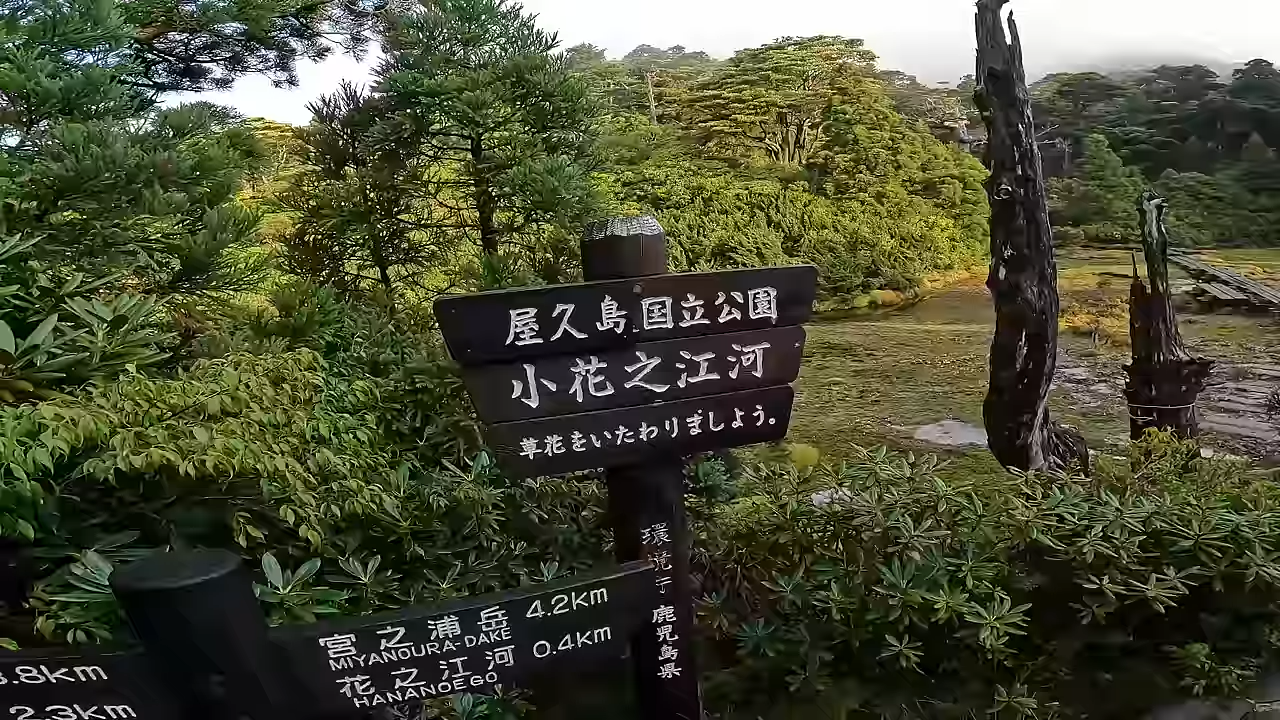 屋久島国立公園
小花之江河
草花をいたわりましょう。
環境庁 鹿児島県
宮之浦岳 4.2KM
MIYANOURA-DAKE
花之江河 0.4KM
HANANOEGO
.8KM
2.3KM